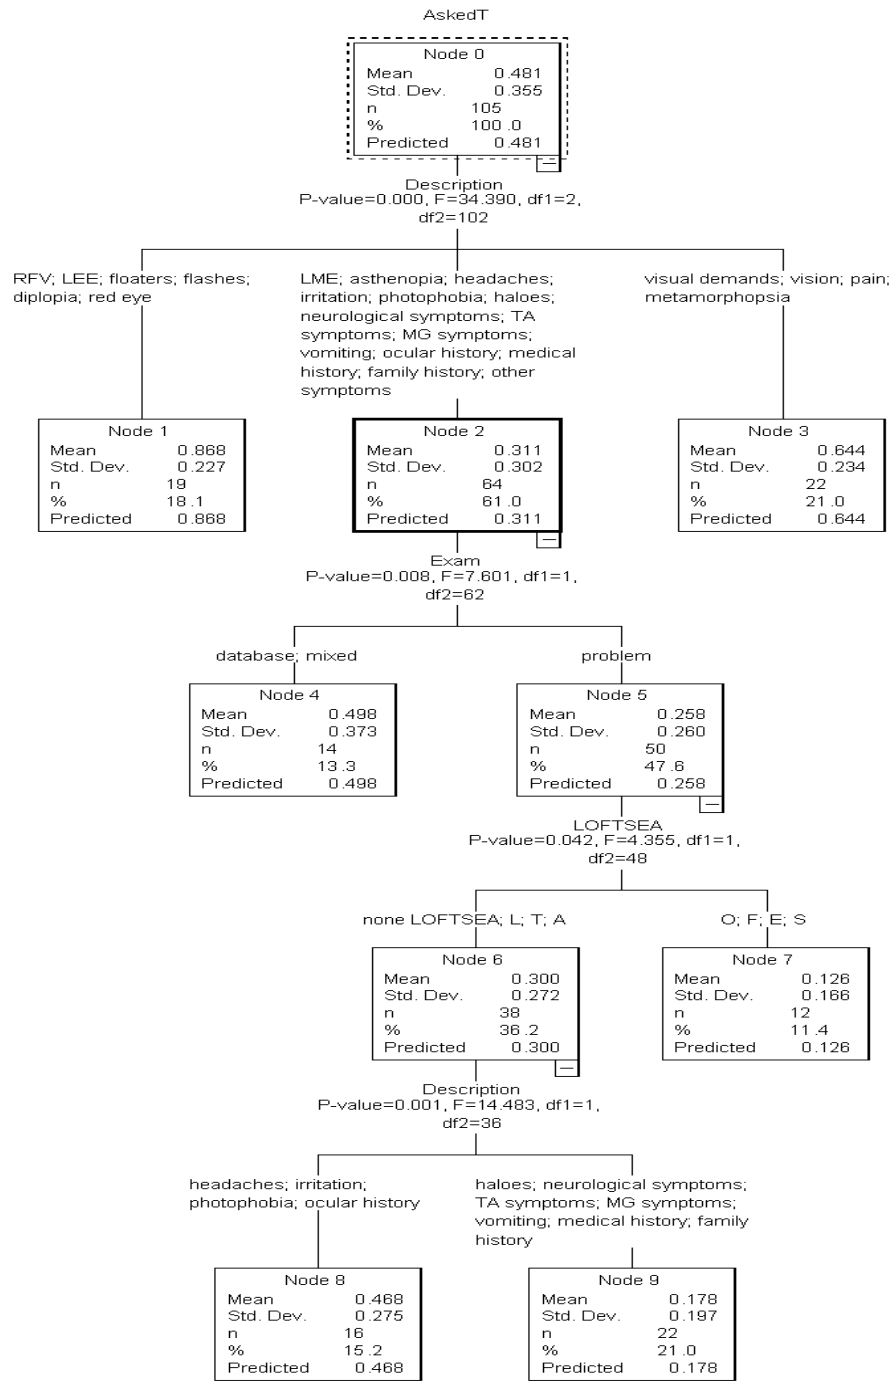 AskedT
Node 0
Mean 0.481
Std. Dev. 0.355
n 105
% 100.0
Predicted 0.481
Description
P-value=0.000, F=34.390, df1=2,
df2=102
RFV; LEE; floaters; flashes;
diplopia; red eye
LME; asthenopia; headaches;
irritation; photophobia; haloes;
neurological symptoms; TA
symptoms; MG symptoms;
vomiting; ocular history; medical
history; family history; other
symptoms
visual demands; vision; pain;
metamorphopsia
Node 1
Mean 0.868
Std. Dev. 0.227
n 19
% 18.1
Predicted 0.868
Node 2
Mean 0.311
Std. Dev. 0.302
n 64
% 61.0
Predicted 0.311
Node 3
Mean 0.644
Std. Dev. 0.234
n 22
% 21.0
Predicted 0.644
Exam
P-value=0.008, F=7.601, df1=1,
df2=62
database; mixed
problem
Node 4
Mean 0.498
Std. Dev. 0.373
n 14
% 13.3
Predicted 0.498
Node 5
Mean 0.258
Std. Dev. 0.260
n 50
% 47.6
Predicted 0.258
LOFTSEA
P-value=0.042, F=4.355, df1=1,
df2=48
none LOFTSEA; L; T; A
O; F; E; S
Node 6
Mean 0.300
Std. Dev. 0.272
n 38
% 36.2
Predicted 0.300
Node 7
Mean 0.126
Std. Dev. 0.166
n 12
% 11.4
Predicted 0.126
Description
P-value=0.001, F=14.483, df1=1,
df2=36
headaches; irritation;
photophobia; ocular history
haloes; neurological symptoms;
TA symptoms; MG symptoms;
vomiting; medical history; family
history
Node 8
Mean 0.468
Std. Dev. 0.275
n 16
% 15.2
Predicted 0.468
Node 9
Mean 0.178
Std. Dev. 0.197
n 22
% 21.0
Predicted 0.178